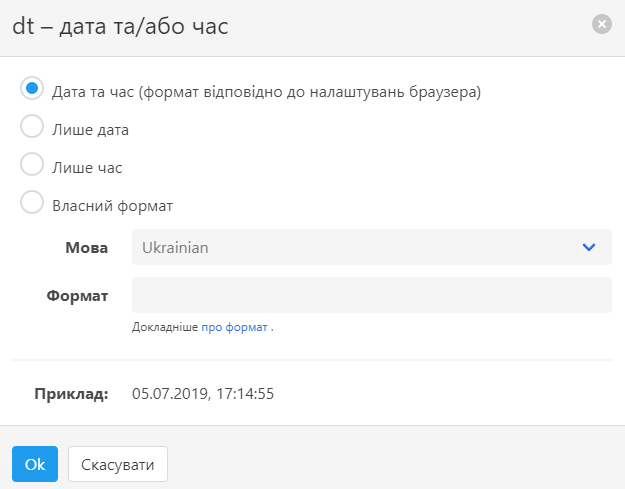 dt – дата та/або час
Дата та час (формат відповідно до налаштувань браузера)
Лише дата
Лише час
Власний формат
Мова Ukrainian
Формат
Докладніше про формат .
Приклад: 05.07.2019, 17:14:55
Ok Скасувати